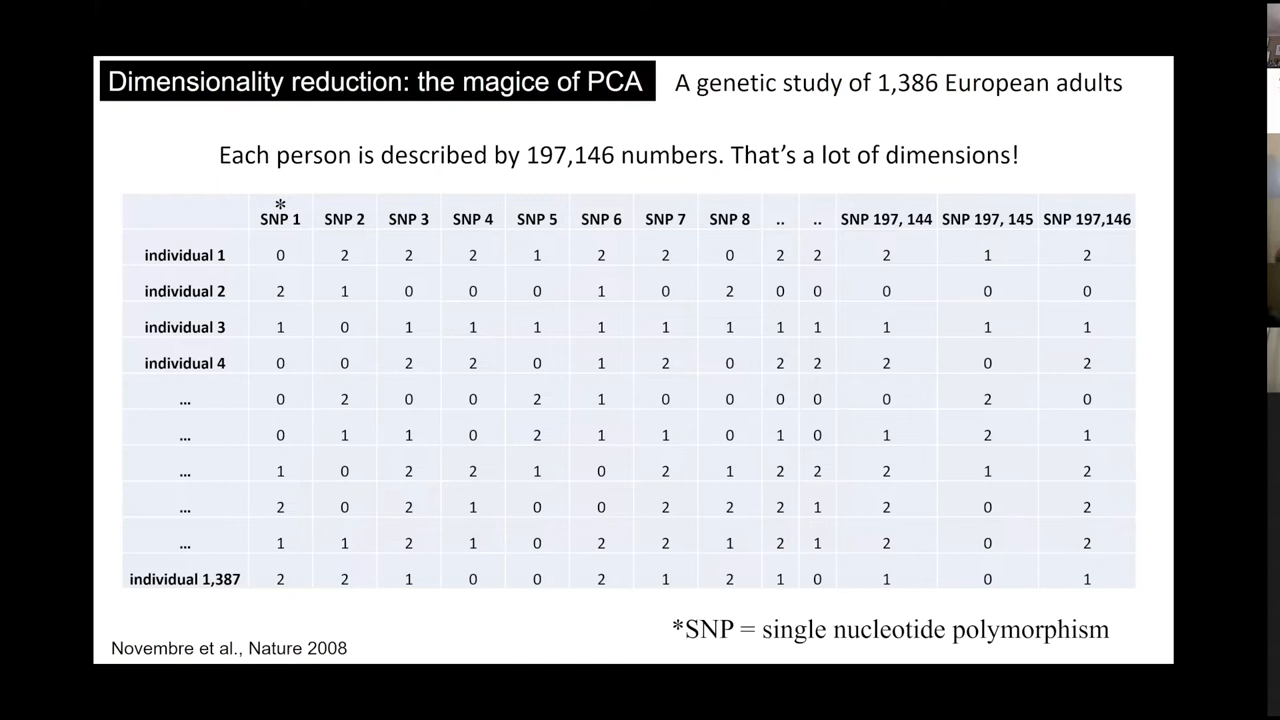 Dimensionality reduction: the magice of PCA A genetic study of 1,386 European adults
Each person is described by 197,146 numbers. That's a lot of dimensions!
*
SNP 1 SNP 2 SNP 3 SNP 4 SNP 5 SNP 6 SNP 7 SNP 8 .. .. SNP 197, 144 SNP 197, 145 SNP 197,146
individual 1 0 2 2 2 1 2 2 0 2 2 2 1 2
individual 2 2 1 0 0 0 1 0 2 0 0 0 0 0
individual 3 1 0 1 1 1 1 1 1 1 1 1 1 1
individual 4 0 0 2 2 0 1 2 0 2 2 2 0 2
... 0 2 0 0 2 1 0 0 0 0 0 2 0
... 0 1 1 0 2 1 1 0 1 0 1 2 1
... 1 0 2 2 1 0 2 1 2 2 2 1 2
... 2 0 2 1 0 0 2 2 2 1 2 0 2
... 1 1 2 1 0 2 2 1 2 1 2 0 2
individual 1,387 2 2 1 0 0 2 1 2 1 0 1 0 1
*SNP = single nucleotide polymorphism
Novembre et al., Nature 2008